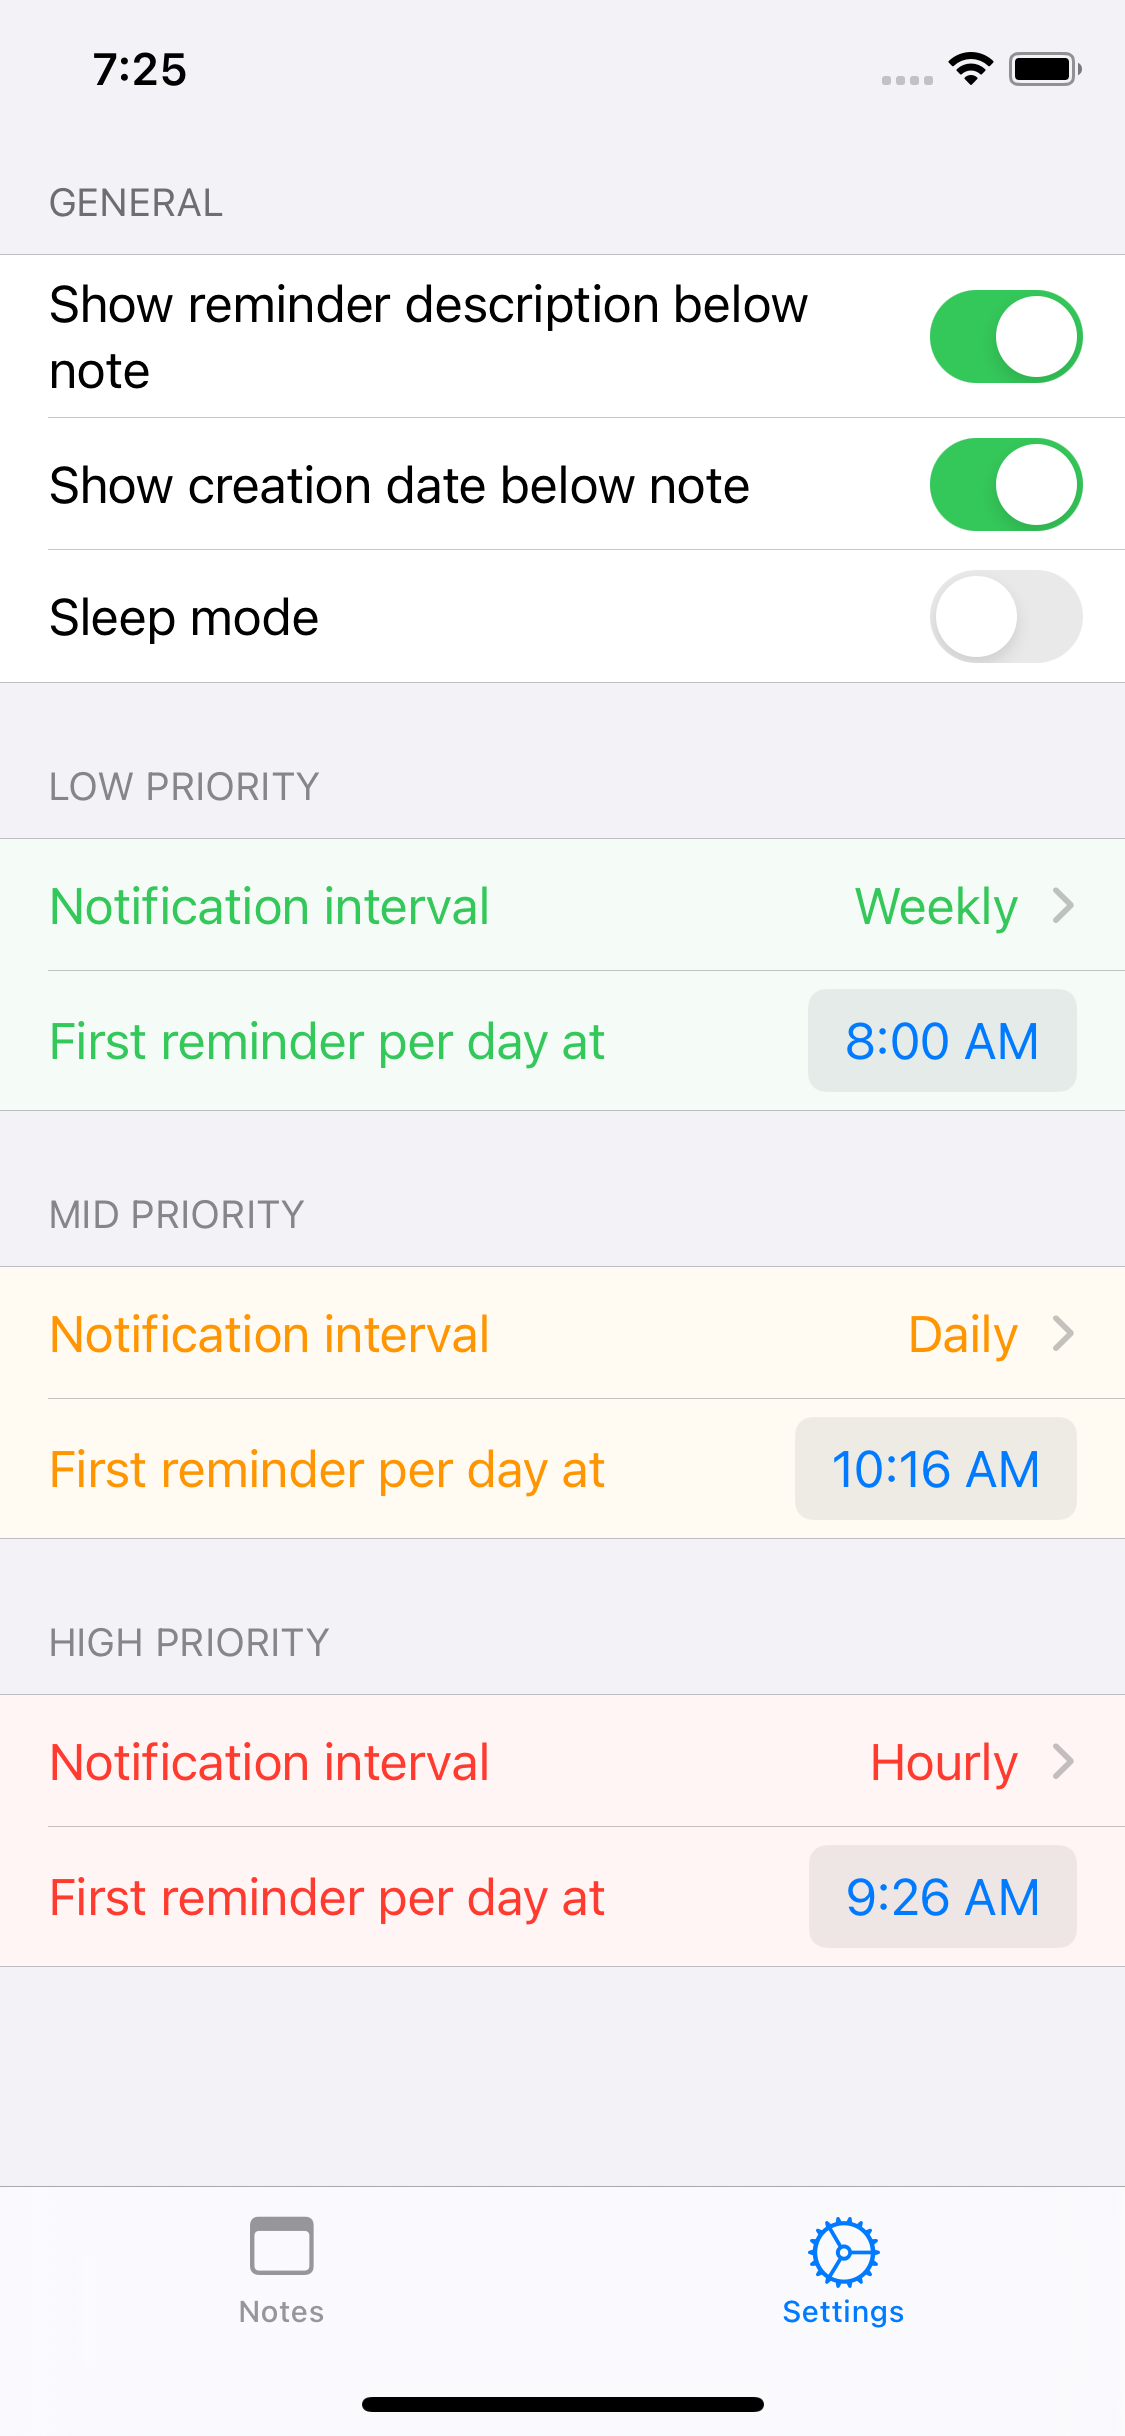 7:25
GENERAL
Show reminder description below
note
Show creation date below note
Sleep mode
LOW PRIORITY
Notification interval Weekly
First reminder per day at 8:00 AM
MID PRIORITY
Notification interval Daily
First reminder per day at 10:16 AM
HIGH PRIORITY
Notification interval Hourly
First reminder per day at 9:26 AM
Notes Settings